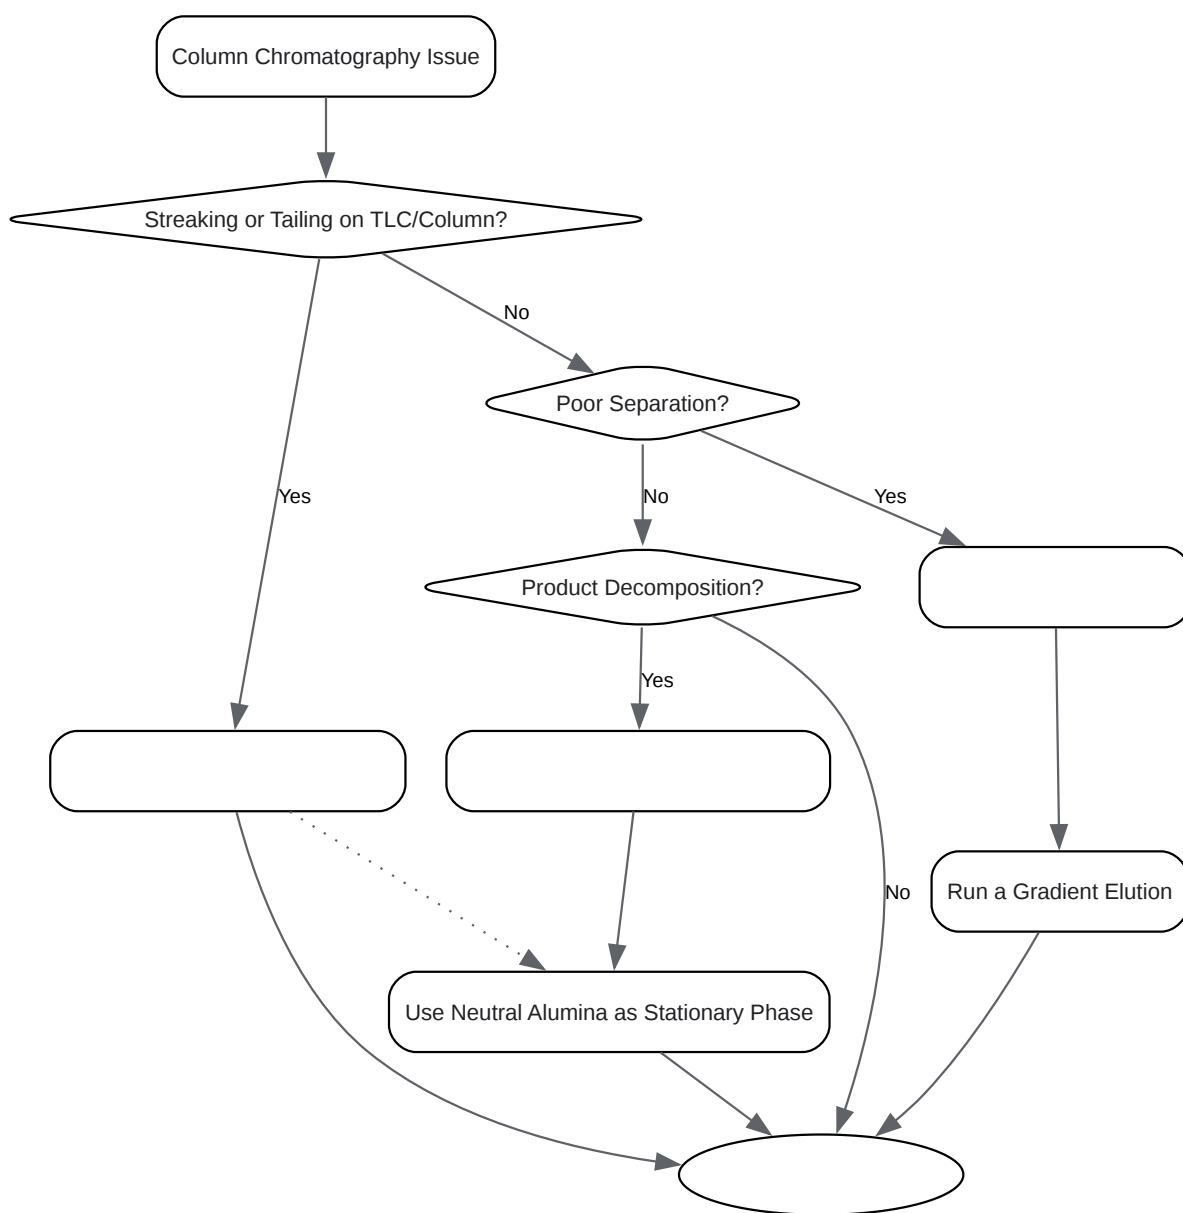 Column Chromatography Issue
Streaking or Tailing on TLC/Column?
No
Poor Separation?
Yes
No
Yes
Product Decomposition?
Yes
No
Run a Gradient Elution
Use Neutral Alumina as Stationary Phase